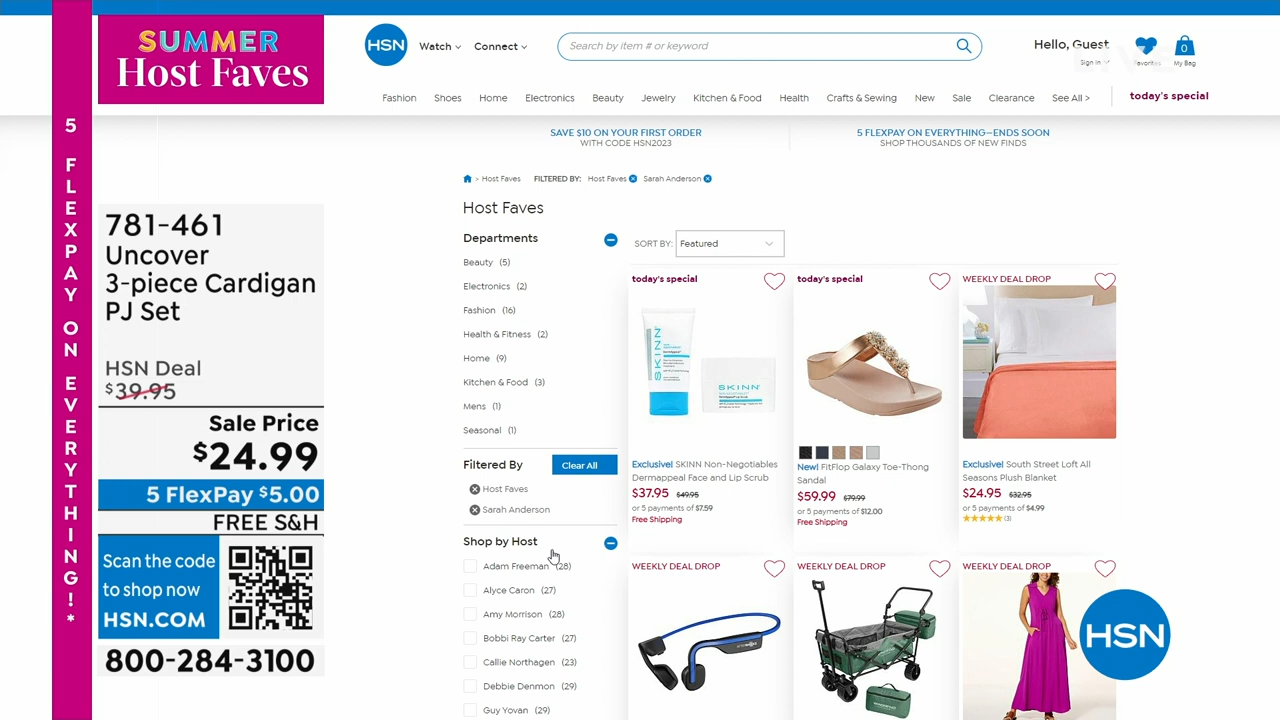 SUMMER
Host Faves
5 FLEXPAY ON EVERYTHING!*
781-461
Uncover
3-piece Cardigan
PJ Set
HSN Deal
$39.95
Sale Price
$24.99
5 FlexPay $5.00
FREE S&H
Scan the code
to shop now
HSN.COM
800-284-3100
HSN
Watch
Connect
Search by item # or keyword
Hello, Guest
Sign In
Favorites
0
My Bag
Fashion Shoes Home Electronics Beauty Jewelry Kitchen & Food Health Crafts & Sewing New Sale Clearance See All > today's special
SAVE $10 ON YOUR FIRST ORDER
WITH CODE HSN2023
5 FLEXPAY ON EVERYTHING—ENDS SOON
SHOP THOUSANDS OF NEW FINDS
> Host Faves FILTERED BY: Host Faves Sarah Anderson
Host Faves
Departments
Beauty (5)
Electronics (2)
Fashion (16)
Health & Fitness (2)
Home (9)
Kitchen & Food (3)
Mens (1)
Seasonal (1)
Filtered By
Clear All
Host Faves
Sarah Anderson
Shop by Host
Adam Freeman (28)
Alyce Caron (27)
Amy Morrison (28)
Bobbi Ray Carter (27)
Callie Northagen (23)
Debbie Denmon (29)
Guy Yovan (29)
SORT BY: Featured
today's special
SKINN
SKINN
Exclusive! SKINN Non-Negotiables
Dermappeal Face and Lip Scrub
$37.95 $49.95
or 5 payments of $7.59
Free Shipping
today's special
New! FitFlop Galaxy Toe-Thong
Sandal
$59.99 $79.99
or 5 payments of $12.00
Free Shipping
WEEKLY DEAL DROP
Exclusive! South Street Loft All
Seasons Plush Blanket
$24.95 $32.95
or 5 payments of $4.99
(3)
WEEKLY DEAL DROP
WEEKLY DEAL DROP
WEEKLY DEAL DROP
HSN